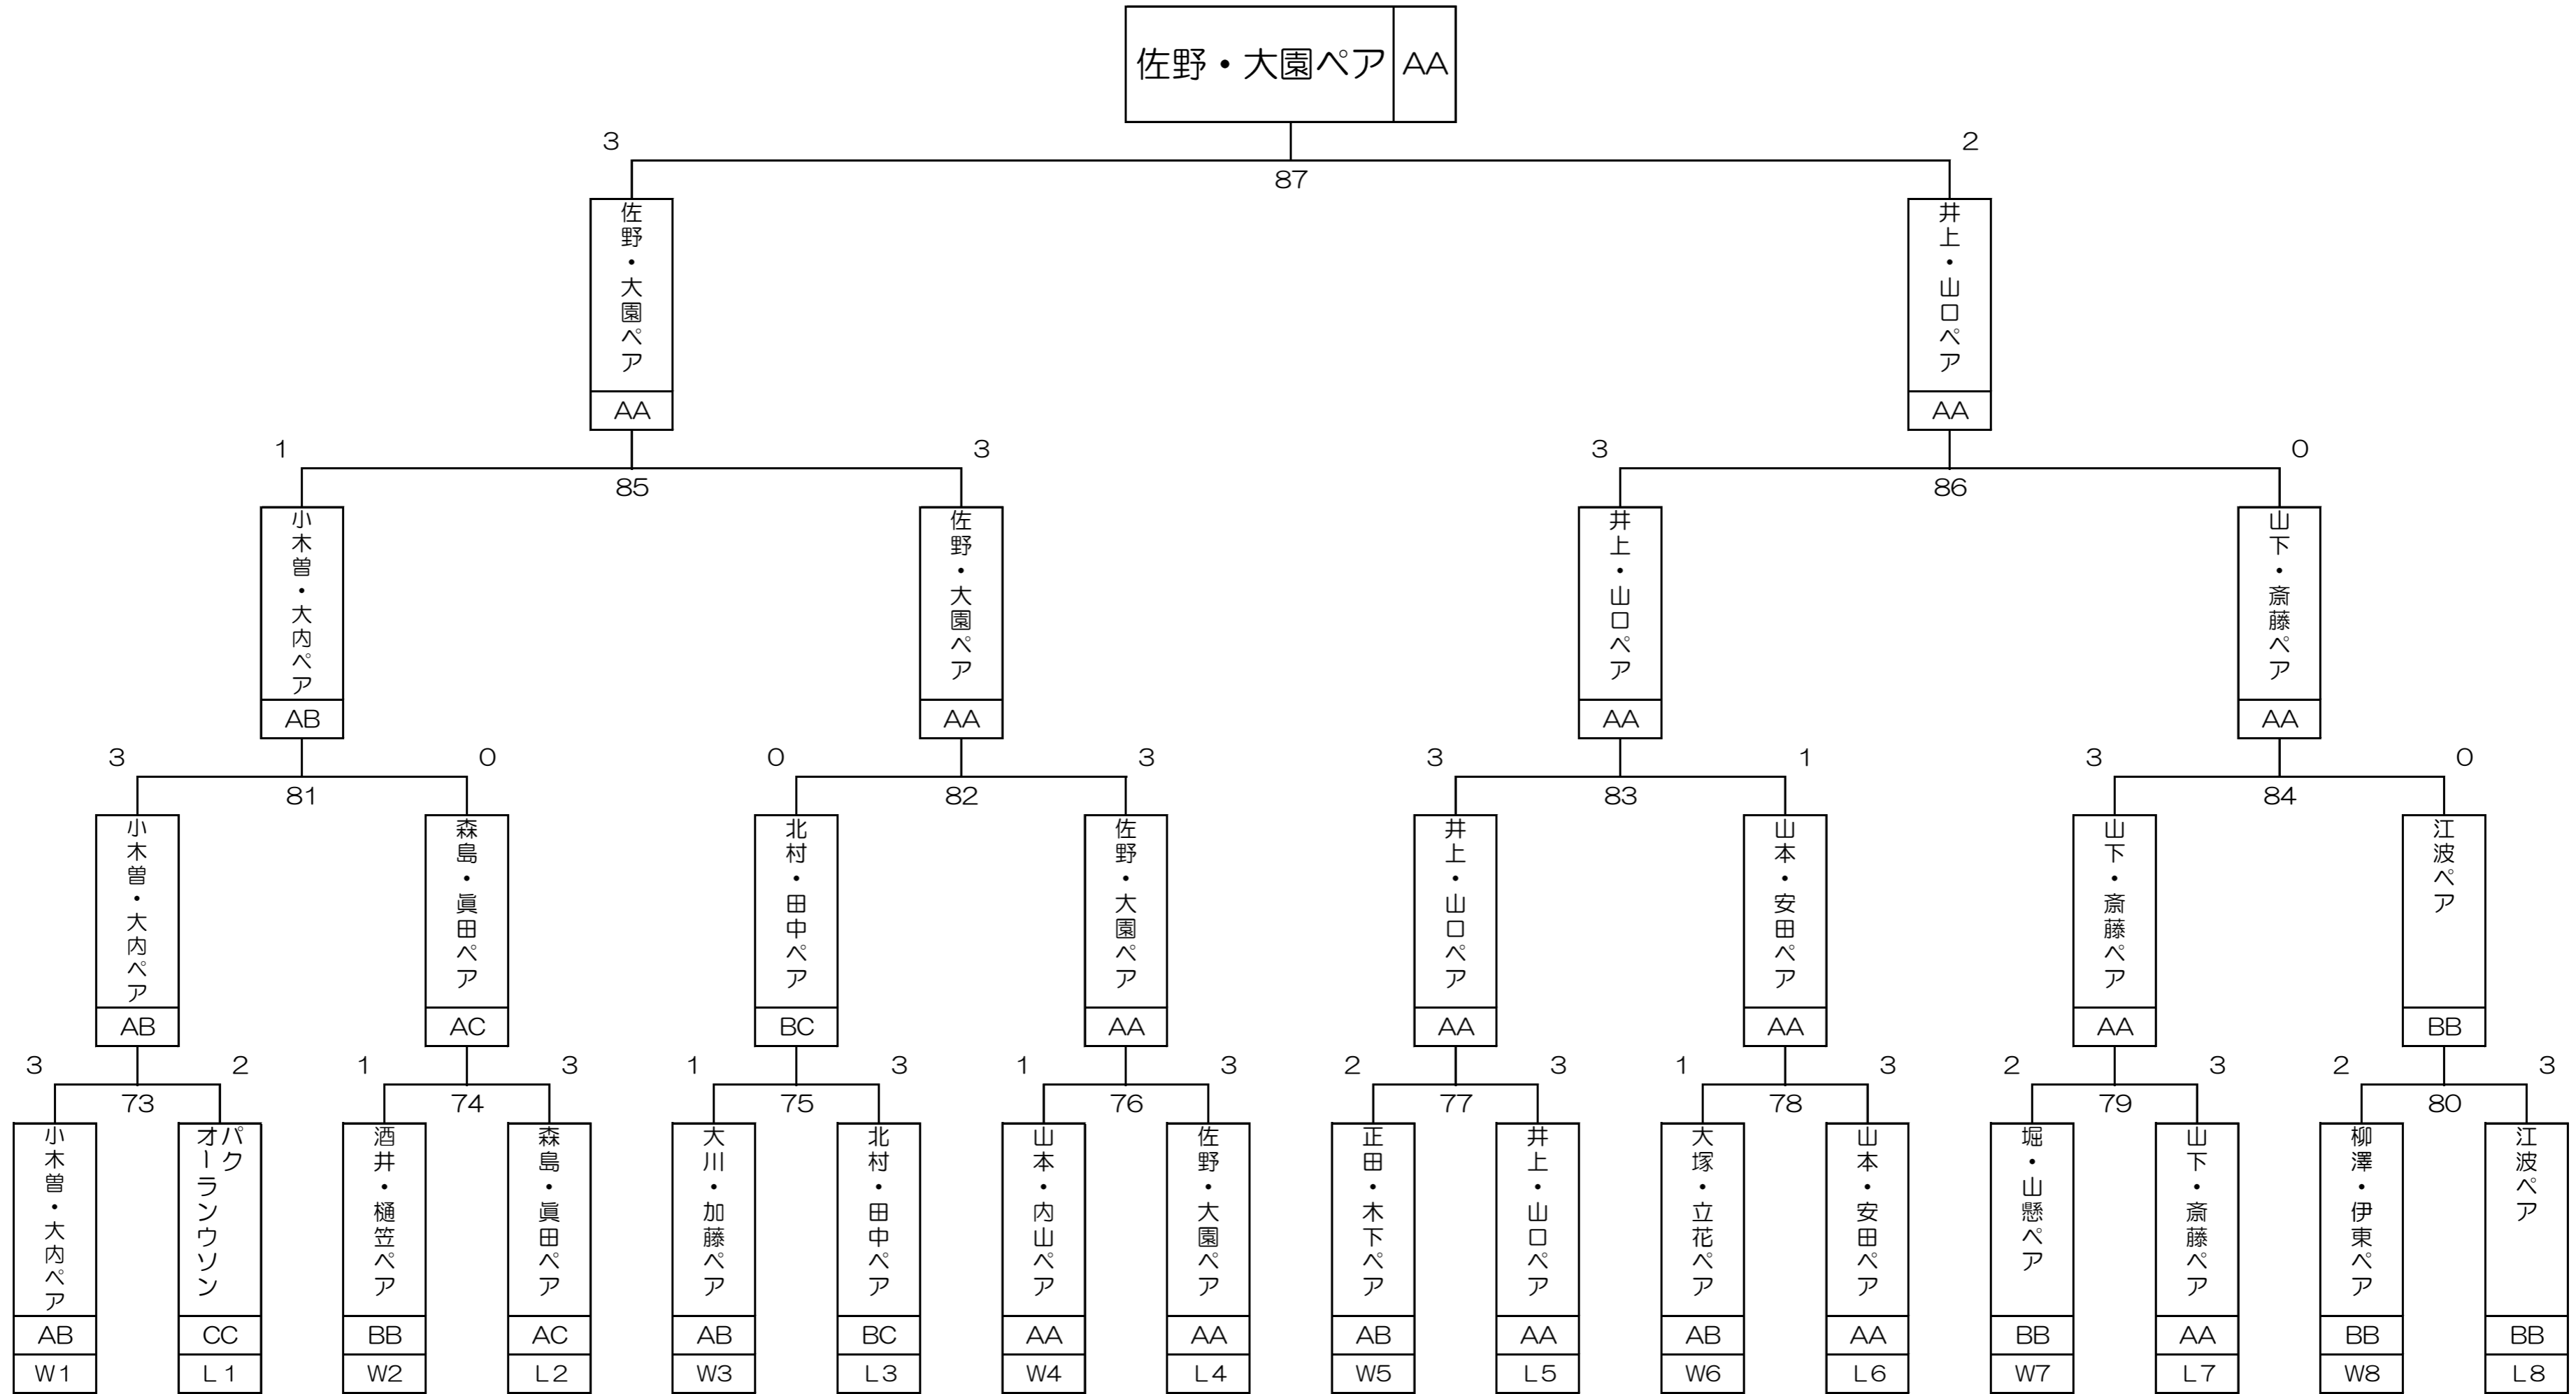 佐野・大園ペア AA
3 2
87
佐野・大園ペア 井上・山口ペア
AA AA
1 3 3 0
85 86
小木曽・大内ペア 佐野・大園ペア 井上・山口ペア 山下・斎藤ペア
AB AA AA AA
3 0 0 3 3 1 3 0
81 82 83 84
小木曽・大内ペア 森島・眞田ペア 北村・田中ペア 佐野・大園ペア 井上・山口ペア 山本・安田ペア 山下・斎藤ペア 江波ペア
AB AC BC AA AA AA AA BB
3 2 1 3 1 3 1 3 2 3 1 3 2 3 2 3
73 74 75 76 77 78 79 80
小木曽・大内ペア パク オーランウソン 酒井・樋笠ペア 森島・眞田ペア 大川・加藤ペア 北村・田中ペア 山本・内山ペア 佐野・大園ペア 正田・木下ペア 井上・山口ペア 大塚・立花ペア 山本・安田ペア 堀・山懸ペア 山下・斎藤ペア 柳澤・伊東ペア 江波ペア
AB CC BB AC AB BC AA AA AB AA AB AA BB AA BB BB
W1 L1 W2 L2 W3 L3 W4 L4 W5 L5 W6 L6 W7 L7 W8 L8